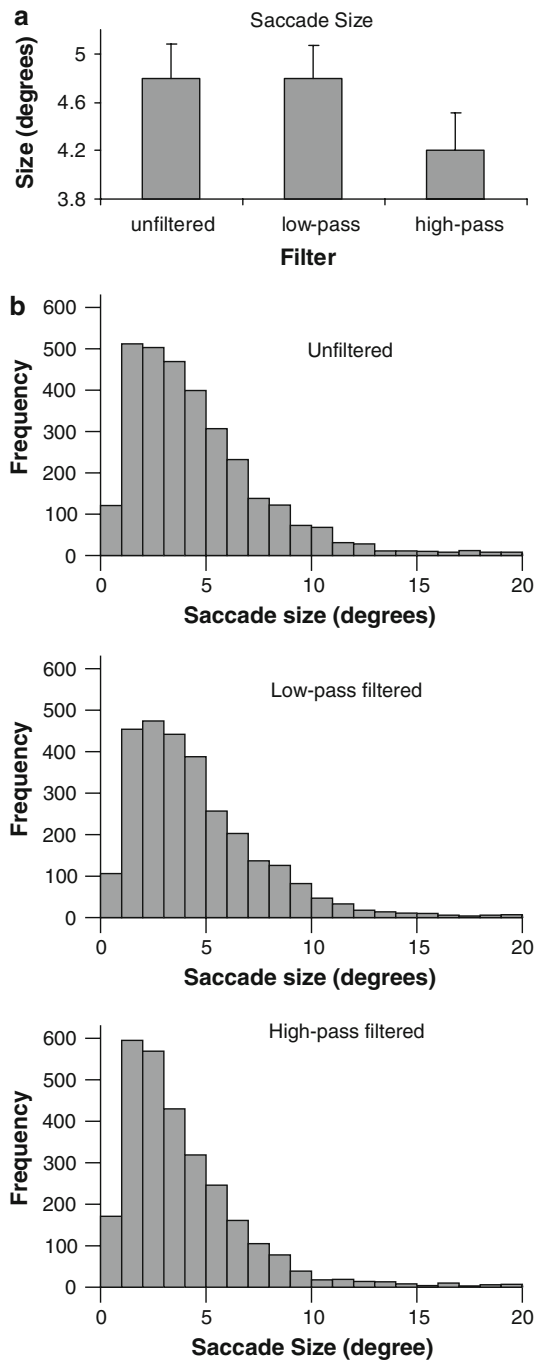 a
Saccade Size
Size (degrees)
5
4.6
4.2
3.8
unfiltered low-pass high-pass
Filter
b
Unfiltered
Frequency
600
500
400
300
200
100
0
0 5 10 15 20
Saccade size (degrees)
Low-pass filtered
Frequency
600
500
400
300
200
100
0
0 5 10 15 20
Saccade size (degrees)
High-pass filtered
Frequency
600
500
400
300
200
100
0
0 5 10 15 20
Saccade Size (degree)